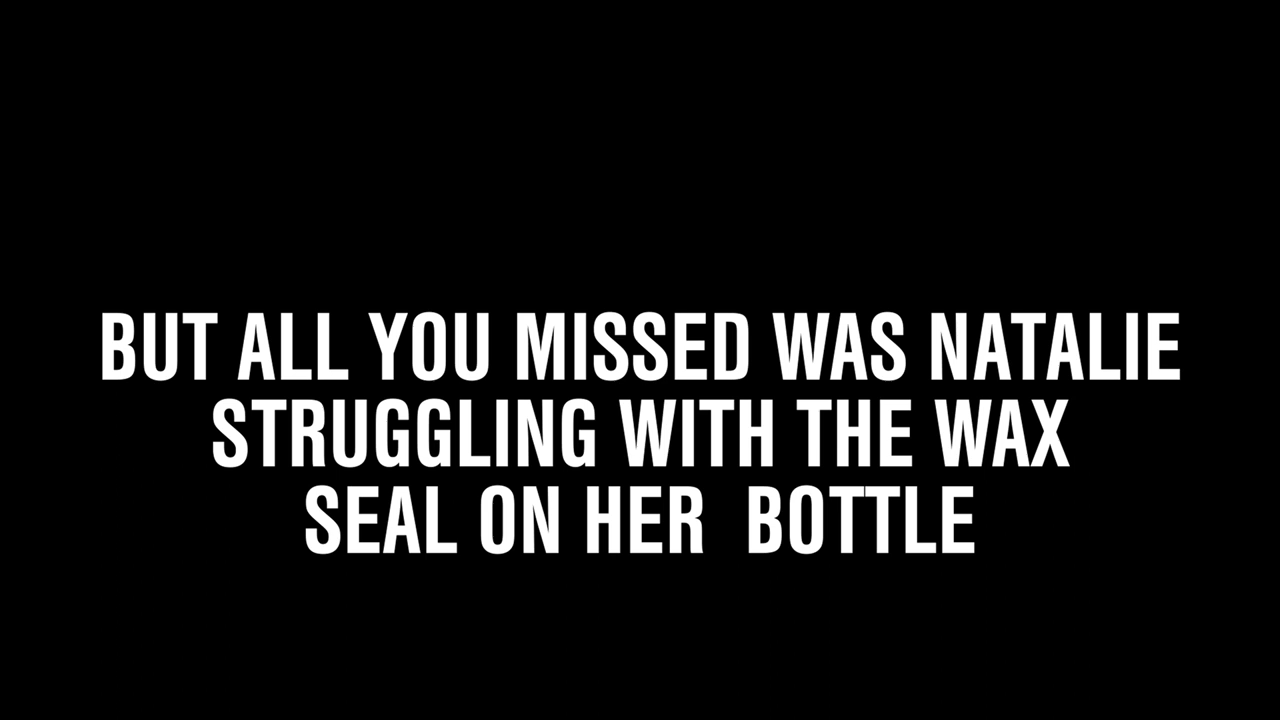 BUT ALL YOU MISSED WAS NATALIE
STRUGGLING WITH THE WAX
SEAL ON HER  BOTTLE